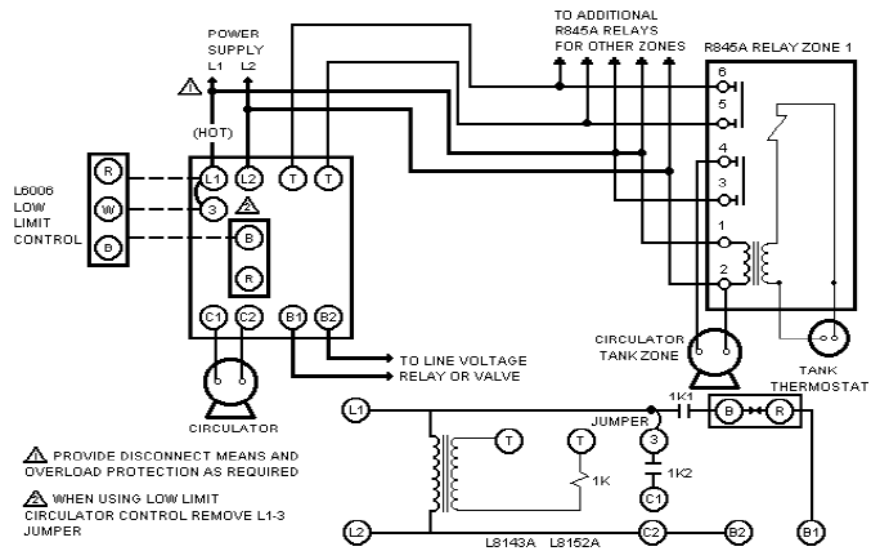 TO ADDITIONAL
R845A RELAYS
FOR OTHER ZONES
R845A RELAY ZONE 1
POWER
SUPPLY
L1 L2
1
(HOT)
6
5
4
3
1
2
L6006
LOW
LIMIT
CONTROL
R
W
B
L1 L2 T T
3
2
B
R
C1 C2 B1 B2
CIRCULATOR
TANK ZONE
TO LINE VOLTAGE
RELAY OR VALVE
TANK
THERMOSTAT
CIRCULATOR
L1
JUMPER
1K1
B R
T T 3
1K
1K2
C1
L2
C2 B2 B1
L8143A L8152A
1 PROVIDE DISCONNECT MEANS AND
OVERLOAD PROTECTION AS REQUIRED
2 WHEN USING LOW LIMIT
CIRCULATOR CONTROL REMOVE L1-3
JUMPER